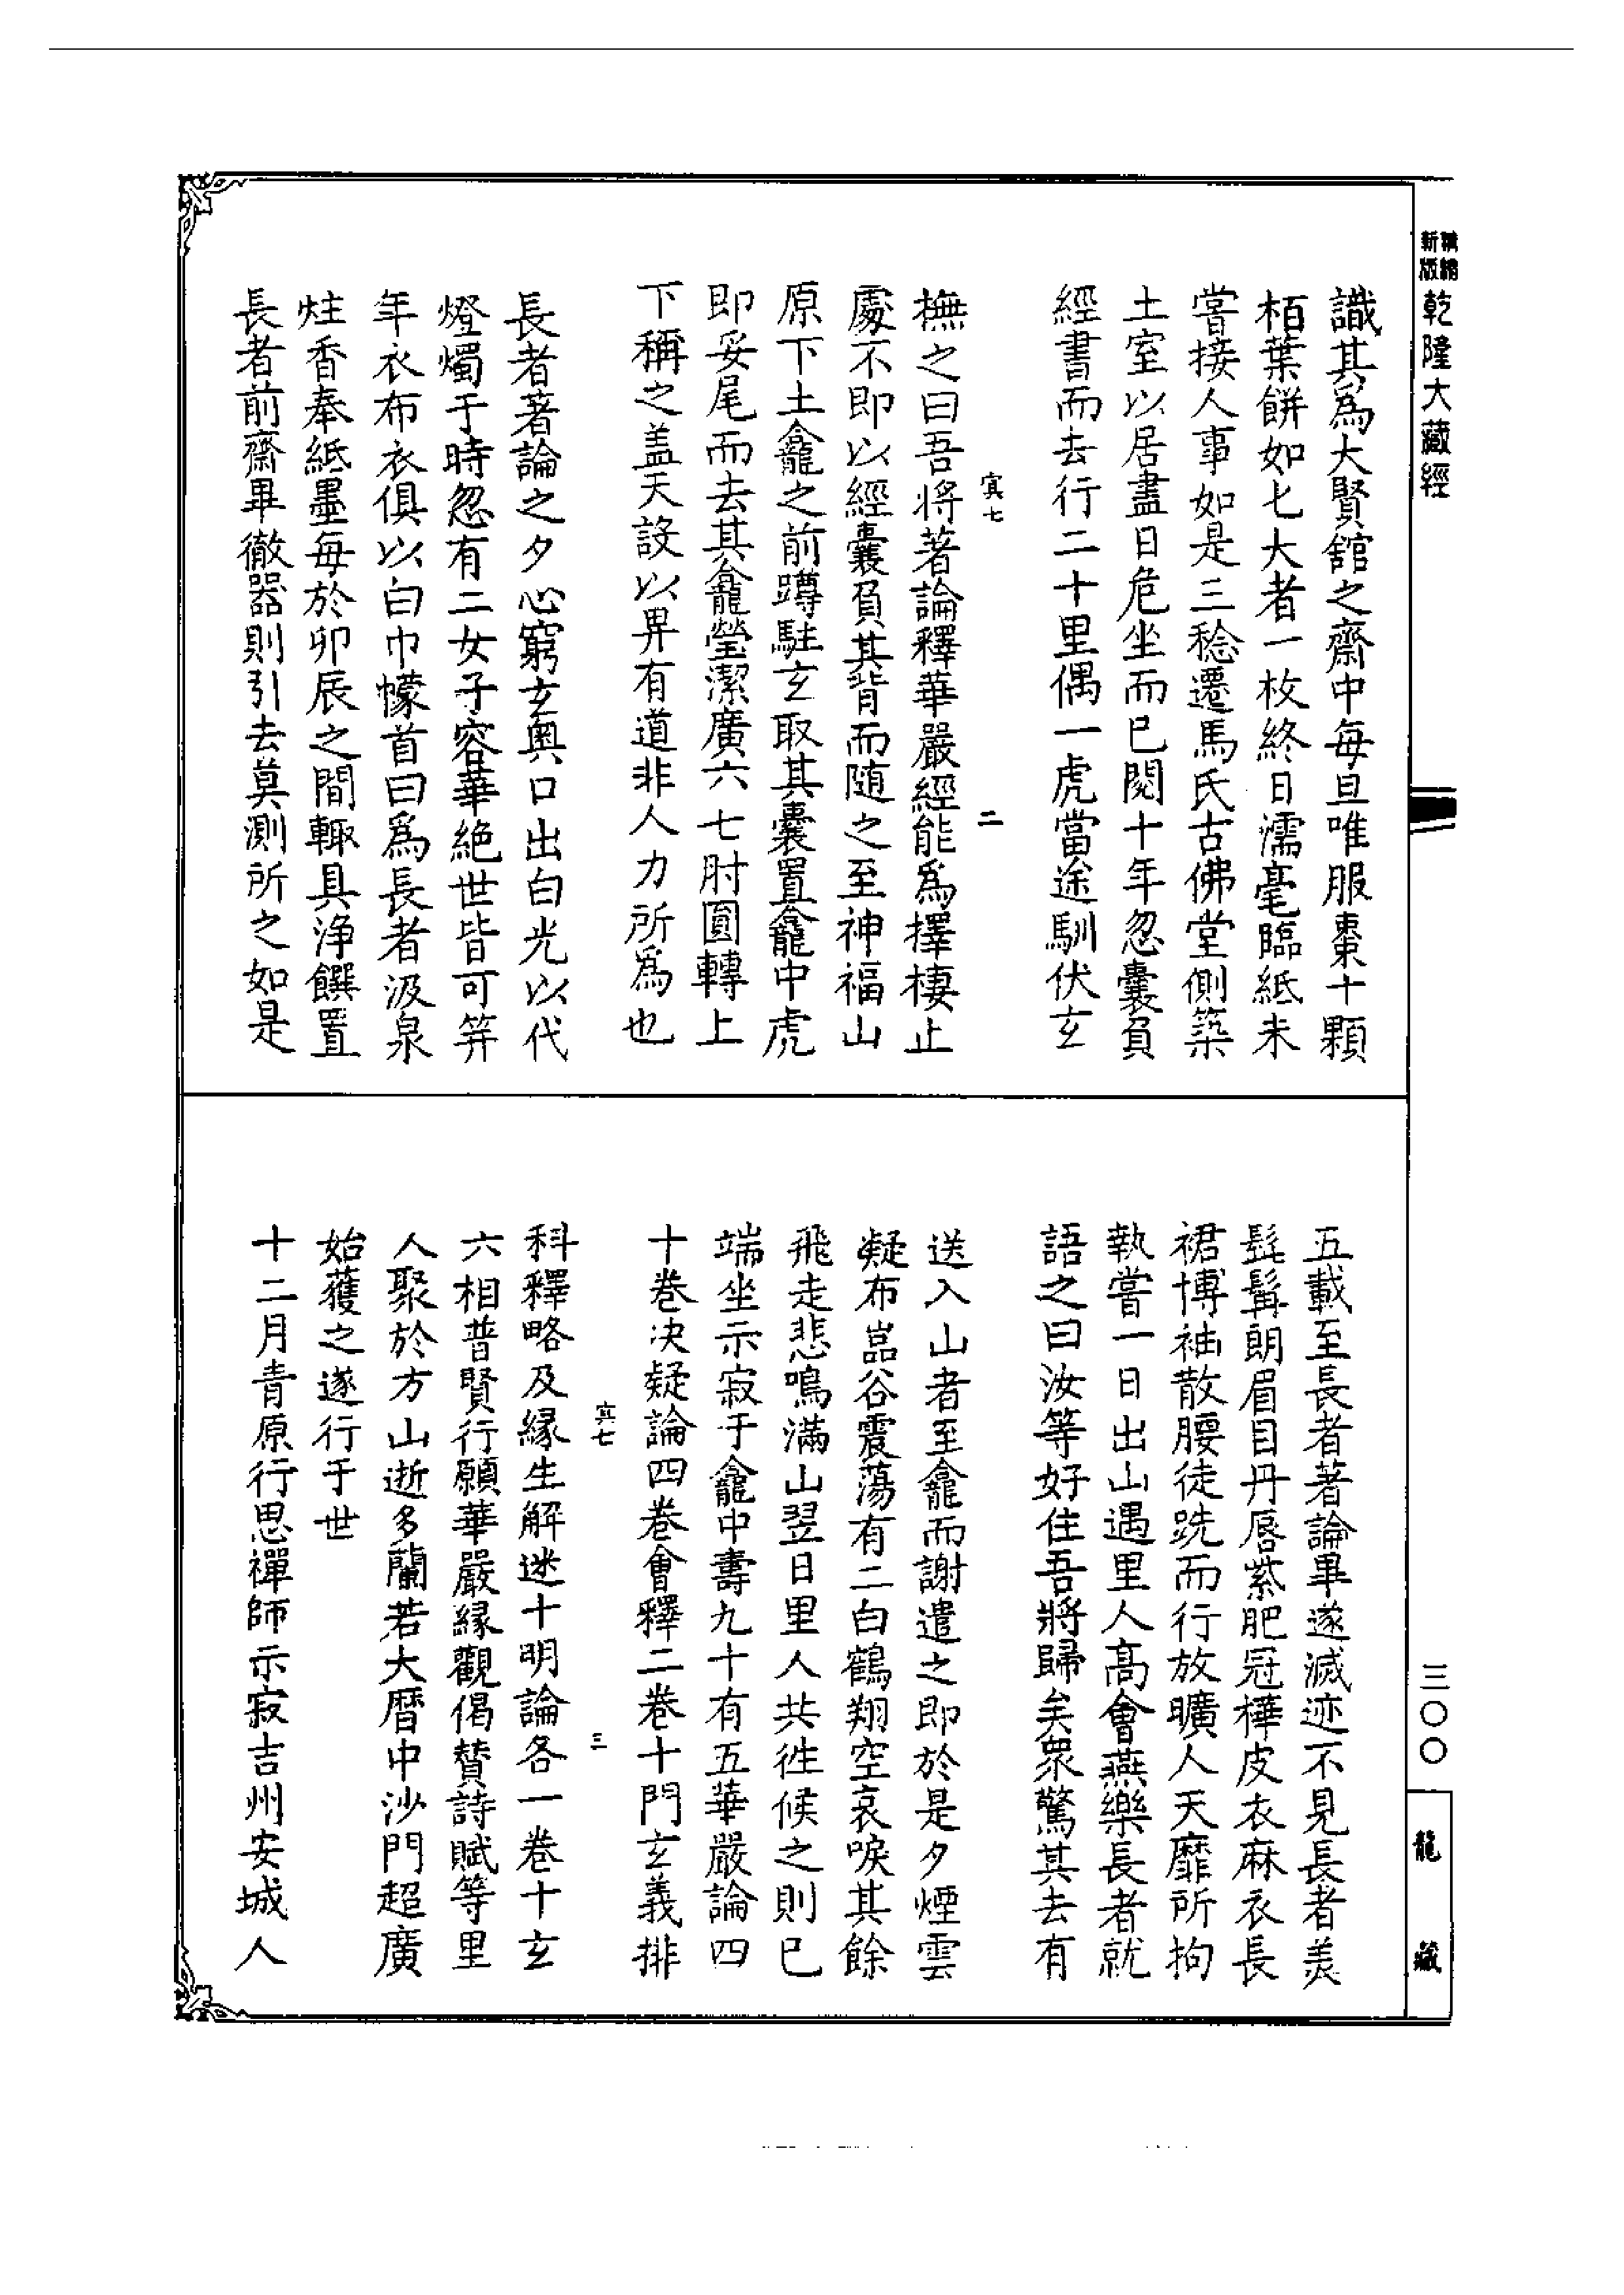 新編縮版
乾隆大藏經
識其爲大賢舘之齋中每旦唯服棗十顆
栢葉餅如匕大者一枚終日濡毫臨紙未
嘗接人事如是三稔遷馬氏古佛堂側築
土室以居盡日危坐而已閱十年忽囊負
經書而去行二十里偶一虎當途馴伏玄
寘七
二
撫之曰吾将著論釋華嚴經能爲擇棲止
處不即以經囊負其背而随之至神福山
原下土龕之前蹲駐玄取其囊置龕中虎
即妥尾而去其龕瑩潔廣六七肘圓轉上
下稱之盖天設以畀有道非人力所爲也
長者著論之夕心窮玄奥口出白光以代
燈燭于時忽有二女子容華絶世皆可笄
年衣布衣俱以白巾幪首曰爲長者汲泉
炷香奉紙墨每於卯辰之間輙具净饌置
長者前齋畢徹器則引去莫測所之如是
五載至長者著論畢遂滅迹不見長者美
髭髯朗眉目丹唇紫肥冠樺皮衣麻衣長
裙博袖散腰徒跣而行放曠人天靡所拘
執嘗一日出山遇里人髙會燕樂長者就
語之曰汝等好住吾將歸矣衆驚其去有
送入山者至龕而謝遣之即於是夕煙雲
凝布嵓谷震蕩有二白鶴翔空哀唳其餘
飛走悲鳴滿山翌日里人共徃候之則已
端坐示寂于龕中壽九十有五華嚴論四
十巻决疑論四巻會釋二巻十門玄義排
寘七
三
科釋略及縁生解迷十明論各一巻十玄
六相普賢行願華嚴縁觀偈賛詩賦等里
人聚於方山逝多蘭若大曆中沙門超廣
始獲之遂行于世
十二月青原行思禪師示寂吉州安城人
三〇〇
龍藏